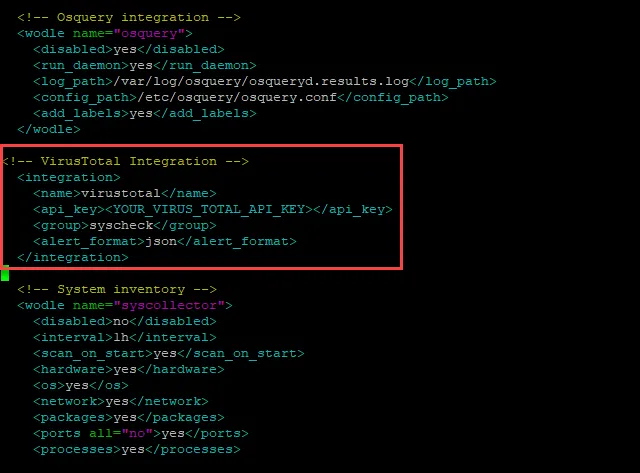 <!-- Osquery integration -->
<wodle name="osquery">
<disabled>yes</disabled>
<run_daemon>yes</run_daemon>
<log_path>/var/log/osquery/osqueryd.results.log</log_path>
<config_path>/etc/osquery/osquery.conf</config_path>
<add_labels>yes</add_labels>
</wodle>
<!-- VirusTotal Integration -->
<integration>
<name>virustotal</name>
<api_key><YOUR_VIRUS_TOTAL_API_KEY></api_key>
<group>syscheck</group>
<alert_format>json</alert_format>
</integration>
<!-- System inventory -->
<wodle name="syscollector">
<disabled>no</disabled>
<interval>1h</interval>
<scan_on_start>yes</scan_on_start>
<hardware>yes</hardware>
<os>yes</os>
<network>yes</network>
<packages>yes</packages>
<ports all="no">yes</ports>
<processes>yes</processes>